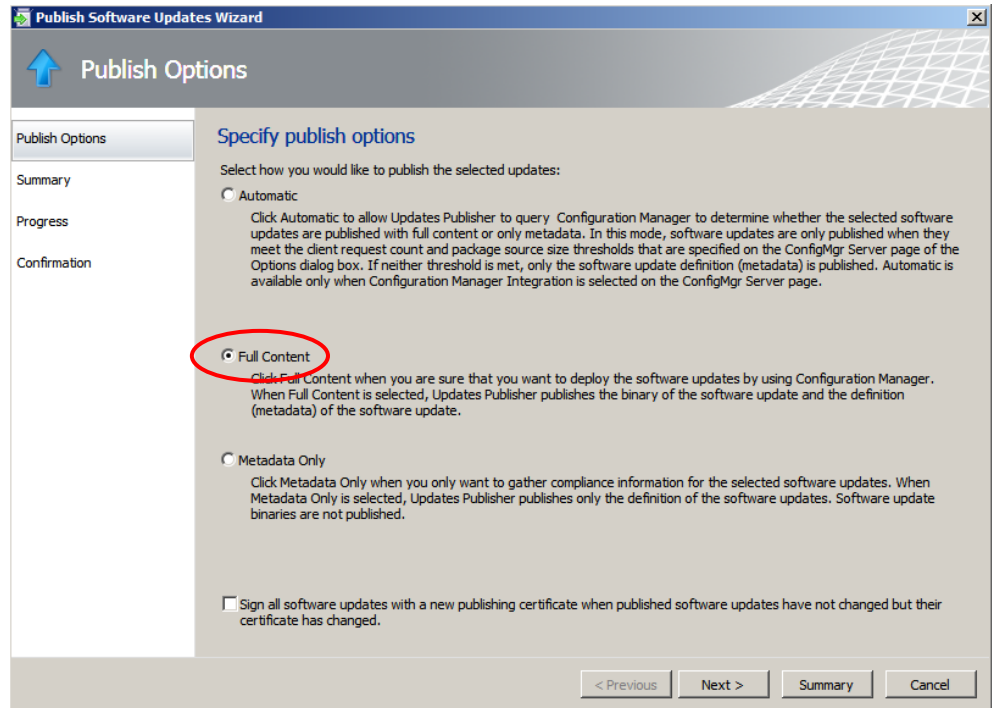 Publish Software Updates Wizard
Publish Options
Publish Options
Summary
Progress
Confirmation
Specify publish options
Select how you would like to publish the selected updates:
Automatic
Click Automatic to allow Updates Publisher to query Configuration Manager to determine whether the selected software
updates are published with full content or only metadata. In this mode, software updates are only published when they
meet the client request count and package source size thresholds that are specified on the ConfigMgr Server page of the
Options dialog box. If neither threshold is met, only the software update definition (metadata) is published. Automatic is
available only when Configuration Manager Integration is selected on the ConfigMgr Server page.
Full Content
Click Full Content when you are sure that you want to deploy the software updates by using Configuration Manager.
When Full Content is selected, Updates Publisher publishes the binary of the software update and the definition
(metadata) of the software update.
Metadata Only
Click Metadata Only when you only want to gather compliance information for the selected software updates. When
Metadata Only is selected, Updates Publisher publishes only the definition of the software updates. Software update
binaries are not published.
Sign all software updates with a new publishing certificate when published software updates have not changed but their
certificate has changed.
< Previous
Next >
Summary
Cancel